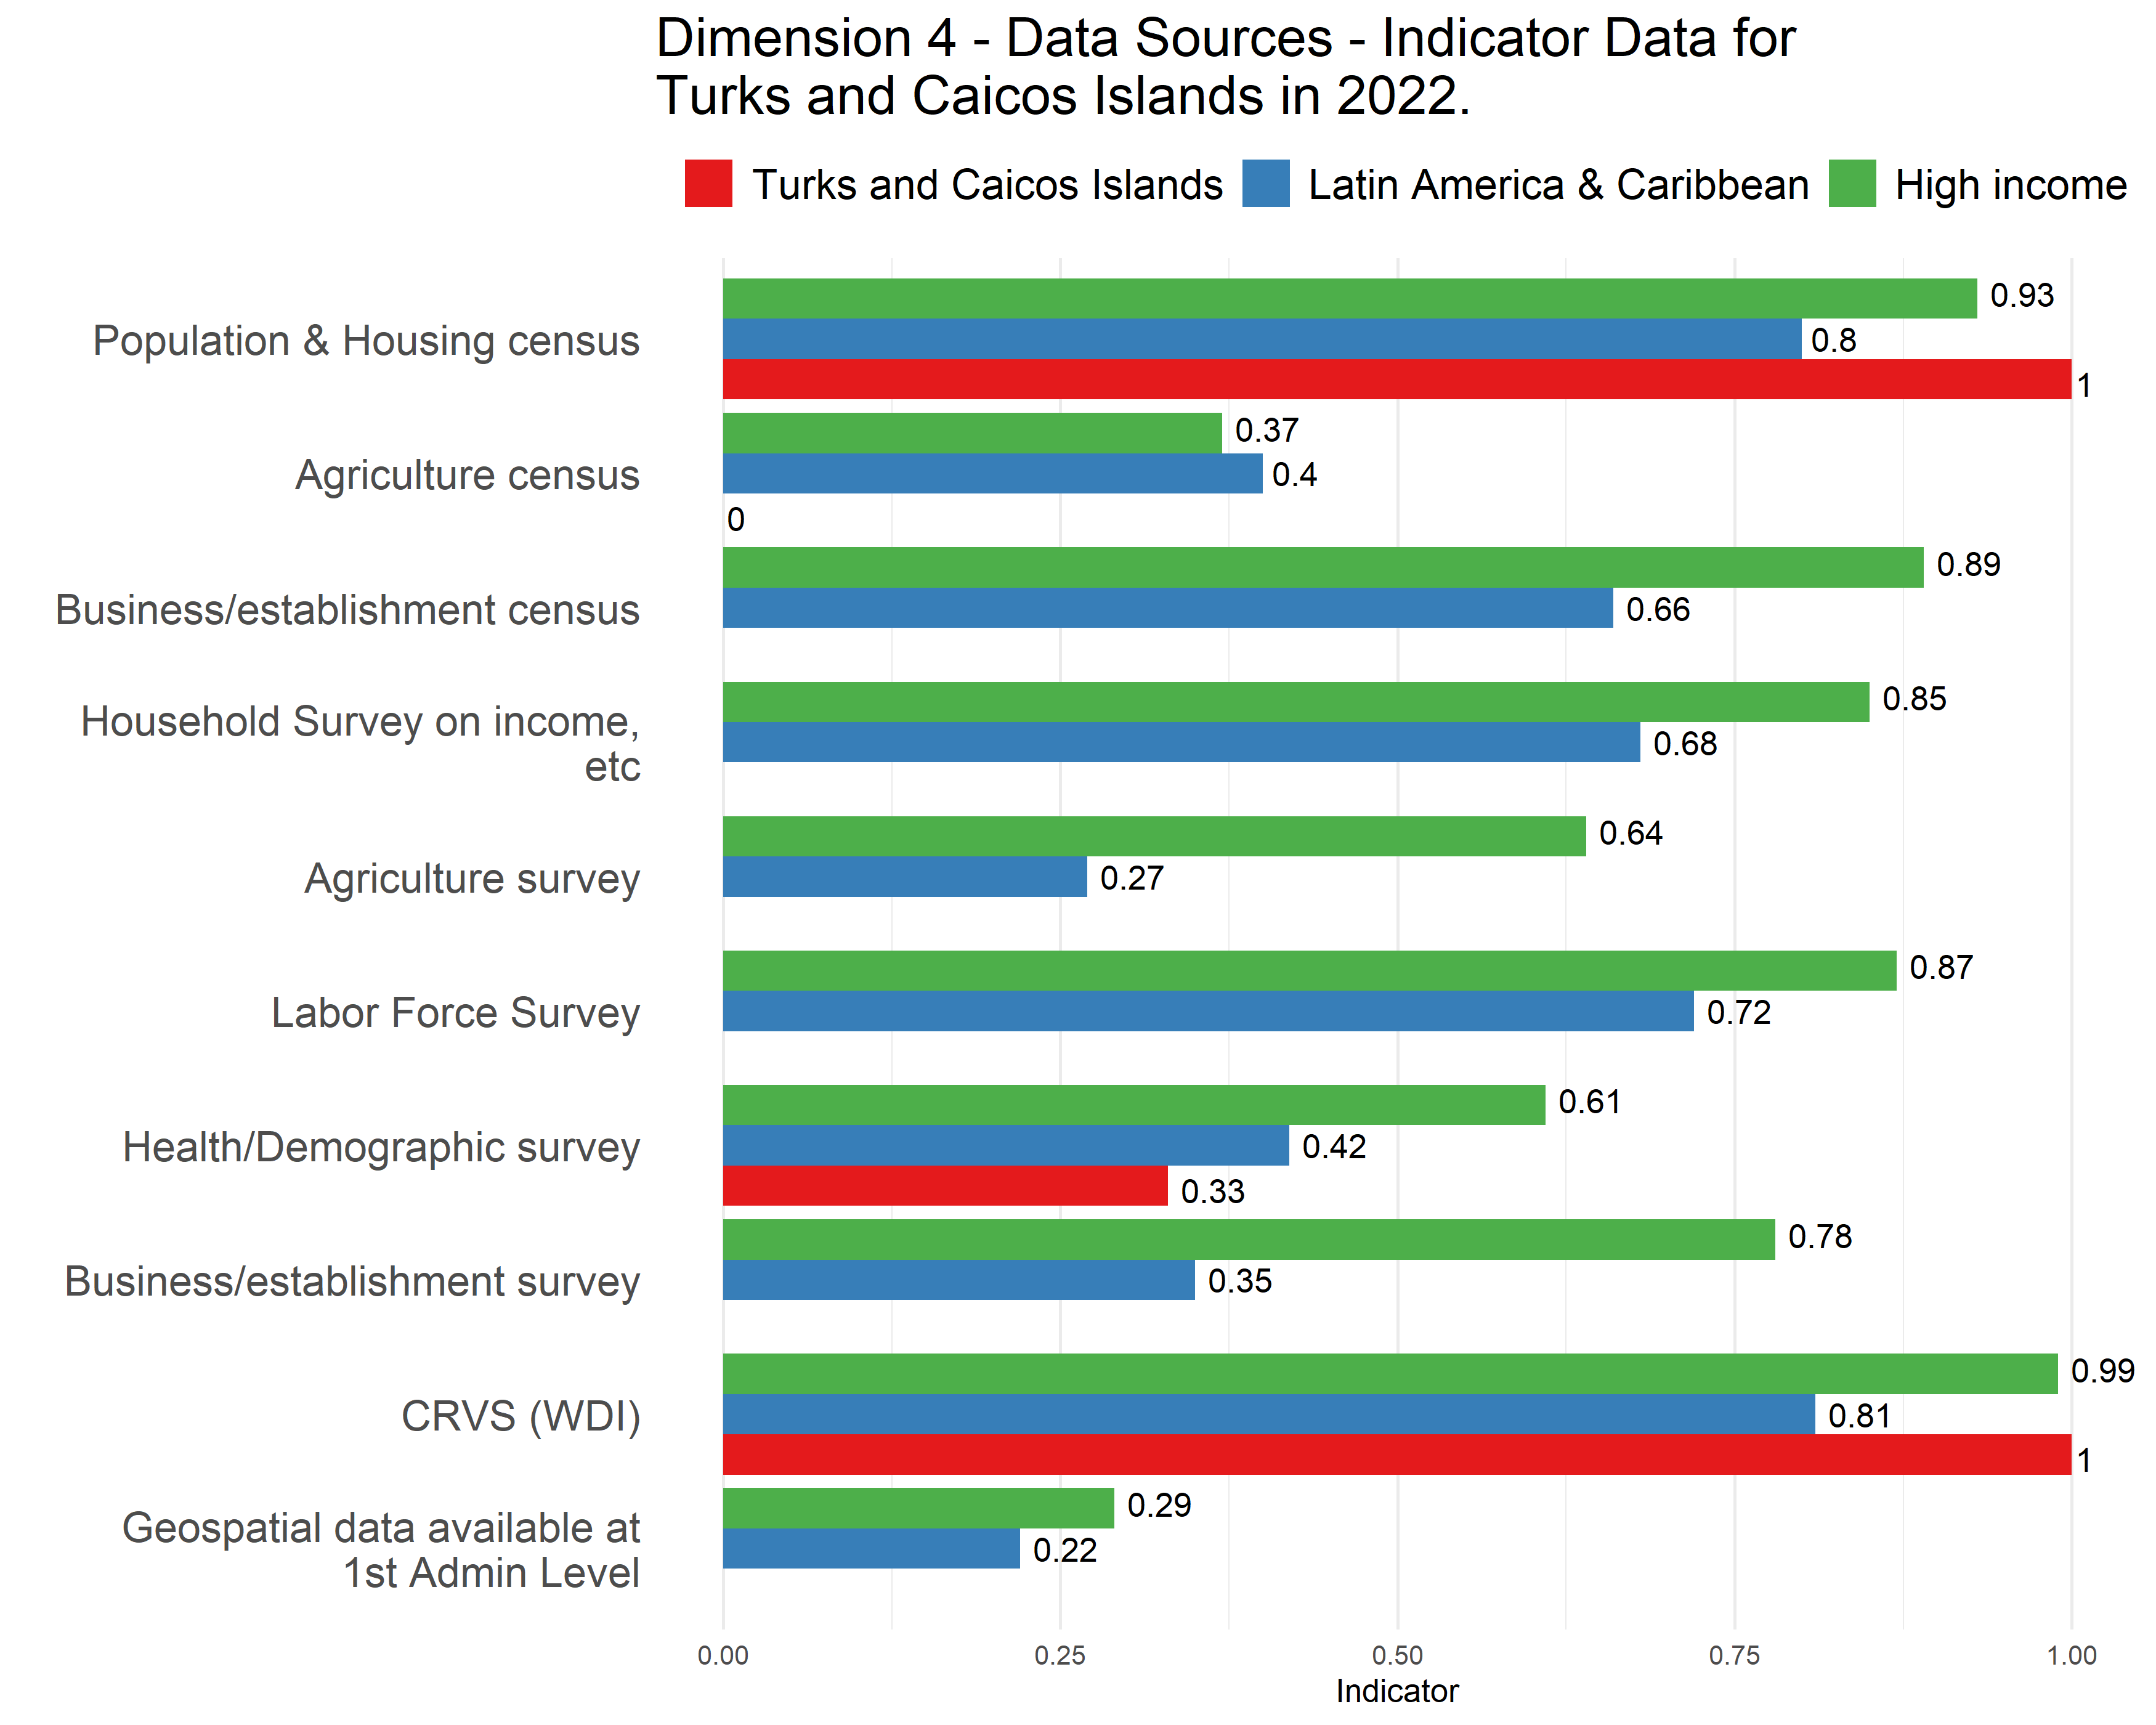 Dimension 4 - Data Sources - Indicator Data for
Turks and Caicos Islands in 2022.
Turks and Caicos Islands Latin America & Caribbean High income
Population & Housing census
0.93
0.8
1
Agriculture census
0.37
0.4
0
Business/establishment census
0.89
0.66
Household Survey on income,
etc
0.85
0.68
Agriculture survey
0.64
0.27
Labor Force Survey
0.87
0.72
Health/Demographic survey
0.61
0.42
0.33
Business/establishment survey
0.78
0.35
CRVS (WDI)
0.99
0.81
1
Geospatial data available at
1st Admin Level
0.29
0.22
0.00 0.25 0.50 0.75 1.00
Indicator